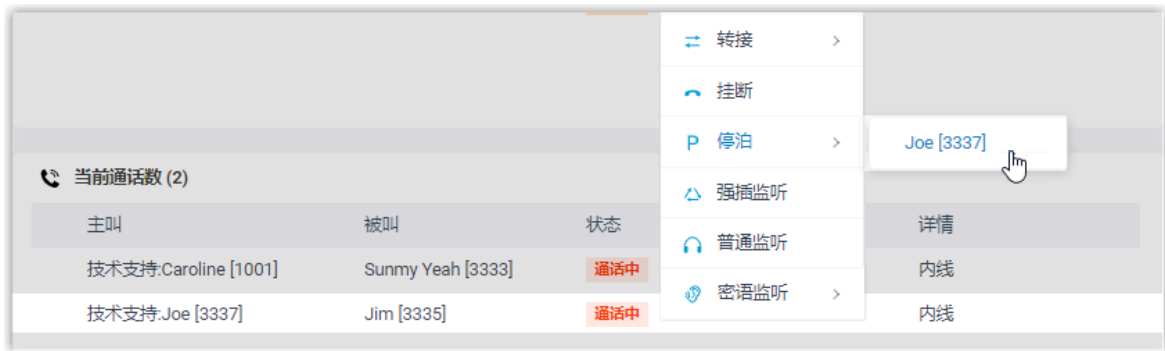 转接
挂断
P 停泊
Joe [3337]
强插监听
普通监听
密语监听
当前通话数 (2)
主叫 被叫 状态 详情
技术支持:Caroline [1001] Sunmy Yeah [3333] 通话中 内线
技术支持:Joe [3337] Jim [3335] 通话中 内线